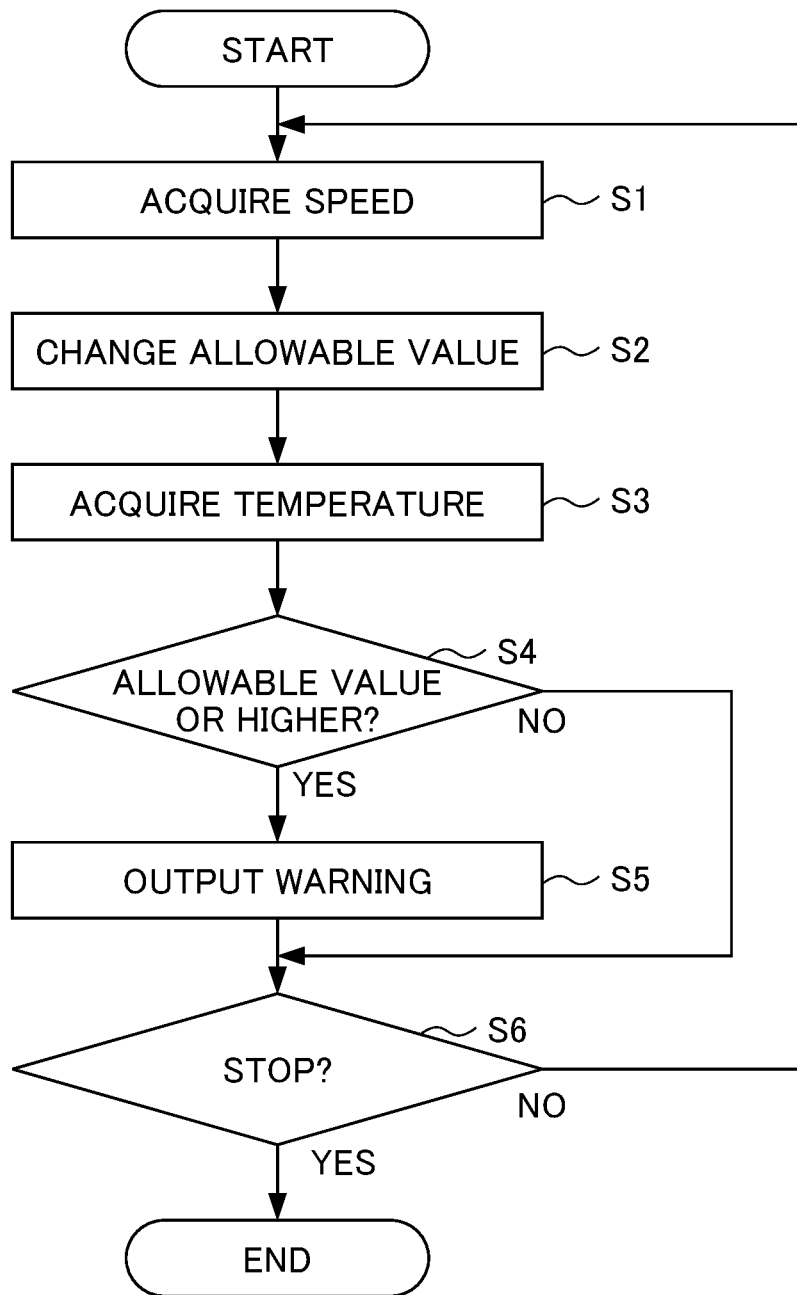 START
ACQUIRE SPEED
S1
CHANGE ALLOWABLE VALUE
S2
ACQUIRE TEMPERATURE
S3
S4
ALLOWABLE VALUE
OR HIGHER?
NO
YES
OUTPUT WARNING
S5
S6
STOP?
NO
YES
END